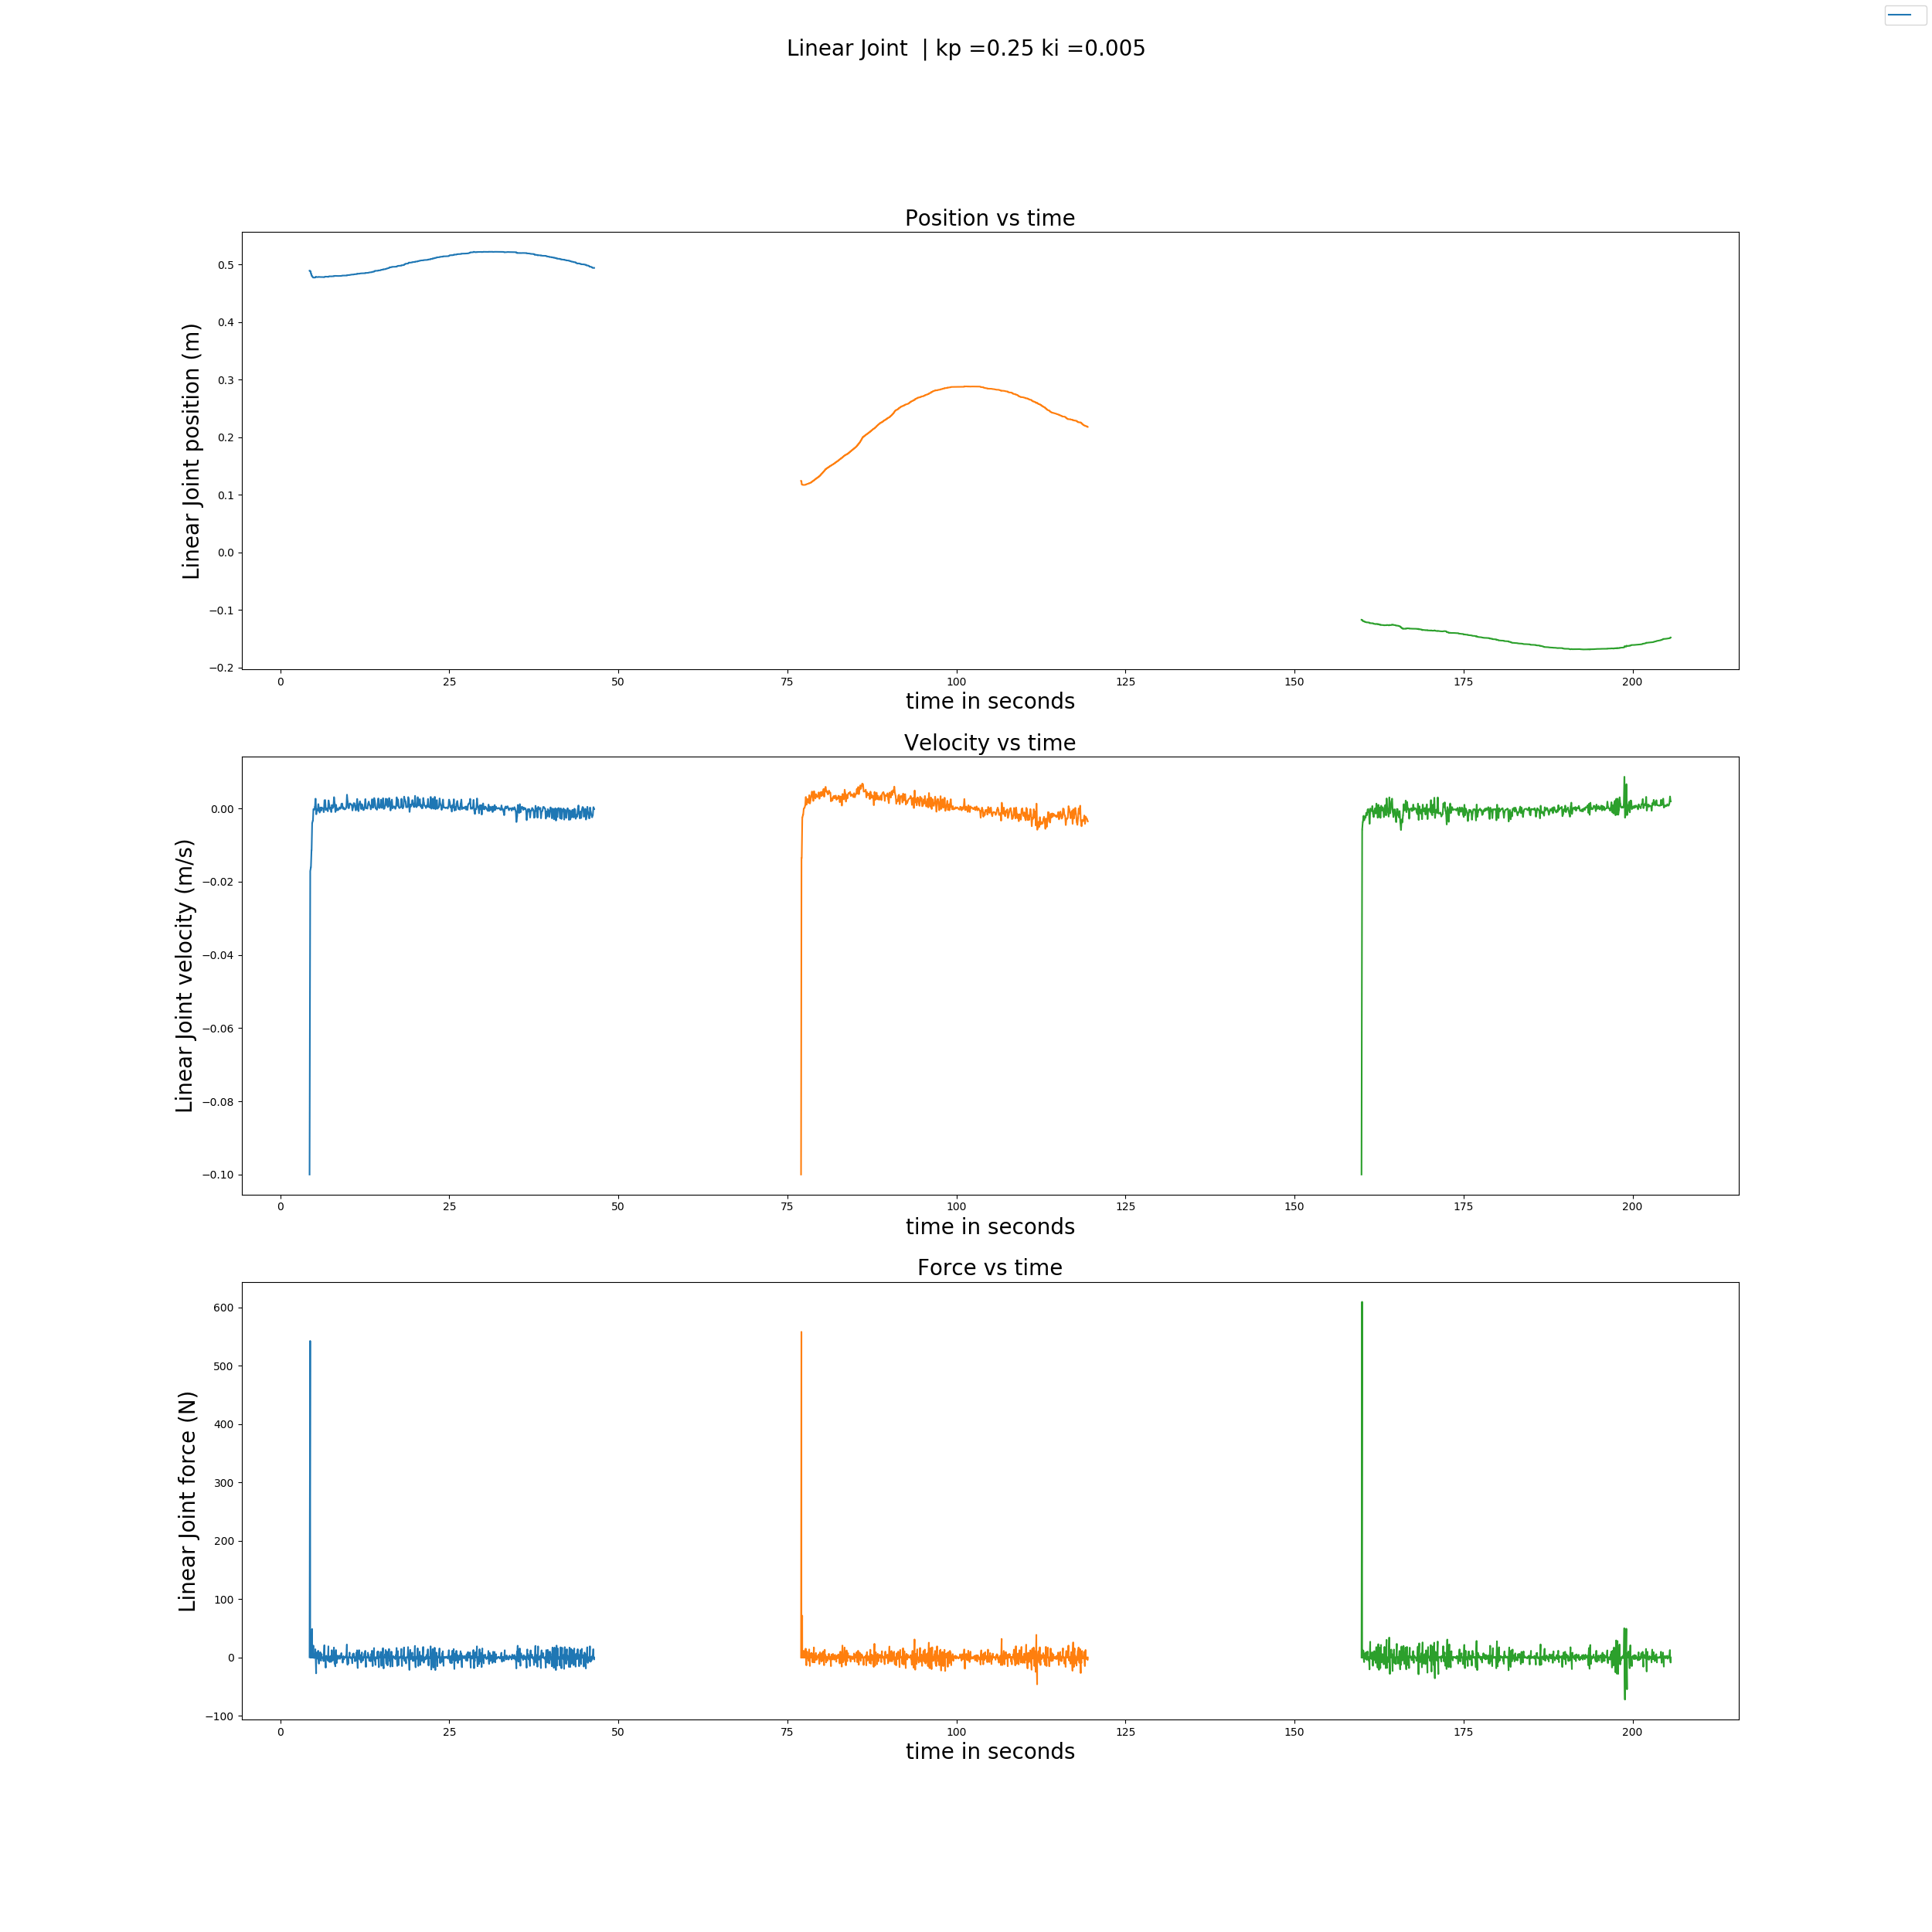 Linear Joint | kp =0.25 ki =0.005
Position vs time
Linear Joint position (m)
0.5
0.4
0.3
0.2
0.1
0.0
−0.1
−0.2
0 25 50 75 100 125 150 175 200
time in seconds
Velocity vs time
Linear Joint velocity (m/s)
0.00
−0.02
−0.04
−0.06
−0.08
−0.10
0 25 50 75 100 125 150 175 200
time in seconds
Force vs time
Linear Joint force (N)
600
500
400
300
200
100
0
−100
0 25 50 75 100 125 150 175 200
time in seconds